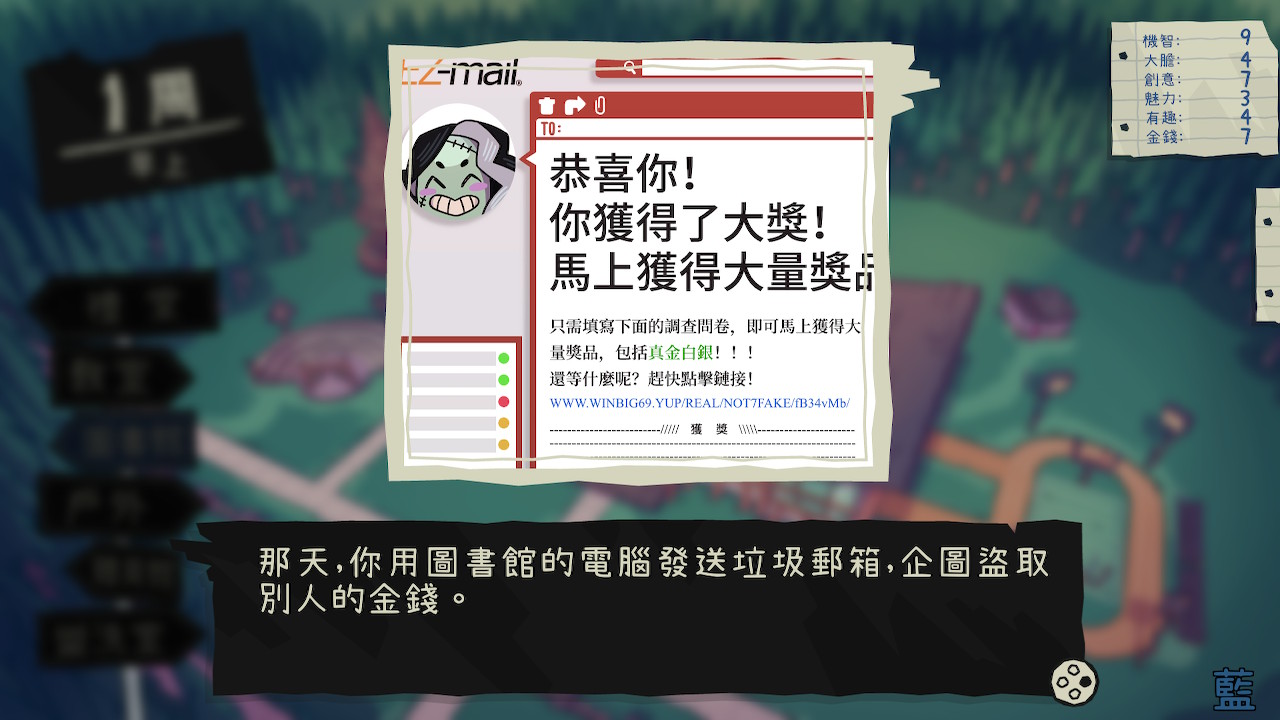 EZ-mail
TO:
恭喜你！
你獲得了大獎！
馬上獲得大量獎品
只需填寫下面的調查問卷，即可馬上獲得大
量獎品，包括真金白銀！！！
還等什麼呢？趕快點擊鏈接！
WWW.WINBIG69.YUP/REAL/NOT7FAKE/fB34vMb/
獲 獎
機智: 9
大膽: 4
創意: 7
魅力: 3
有趣: 4
金錢: 7
那天,你用圖書館的電腦發送垃圾郵箱,企圖盜取
別人的金錢。
藍